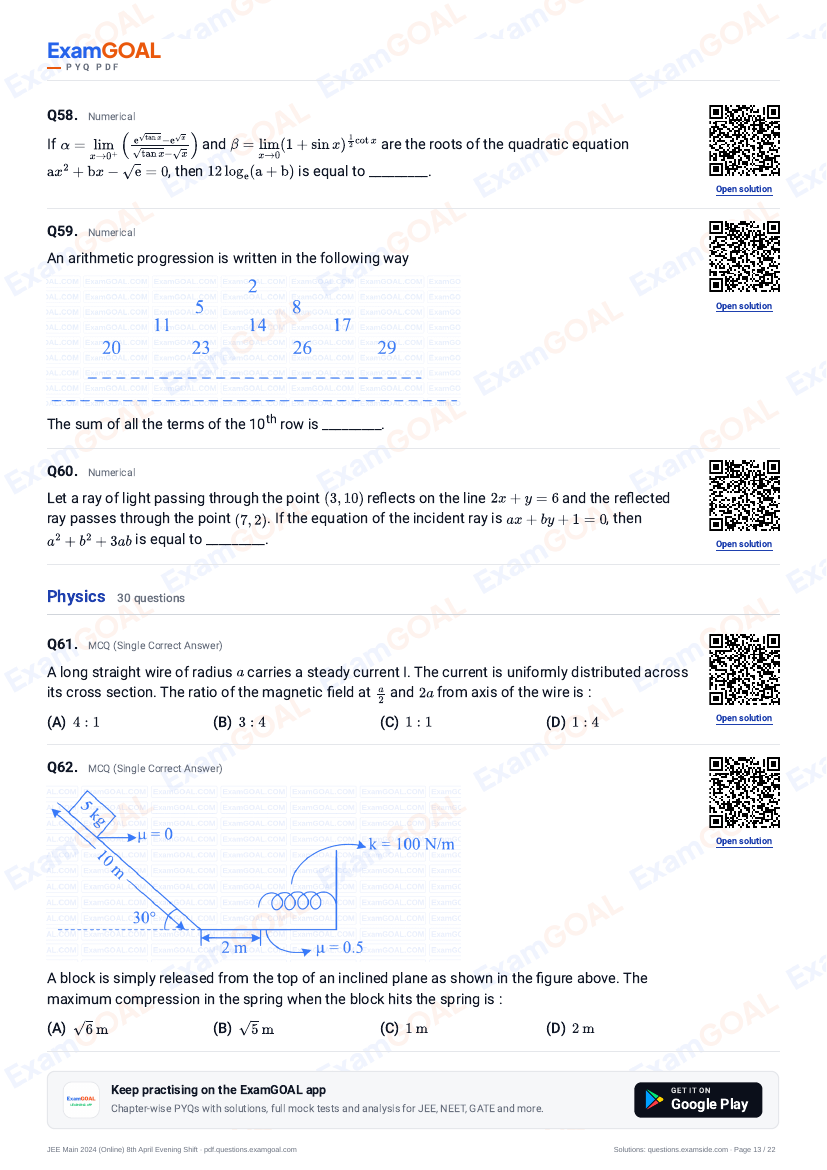 ExamGOAL
PYQ PDF
Q58. Numerical
If α = lim x→0⁺ ( (e^√(tan x) − e^√x) / (√(tan x) − √x) ) and β = lim x→0 (1 + sin x)^(½ cot x) are the roots of the quadratic equation
ax² + bx − √e = 0, then 12 logₑ(a + b) is equal to _________.
Open solution
Q59. Numerical
An arithmetic progression is written in the following way
2
5 8
11 14 17
20 23 26 29
The sum of all the terms of the 10th row is _________.
Open solution
Q60. Numerical
Let a ray of light passing through the point (3, 10) reflects on the line 2x + y = 6 and the reflected
ray passes through the point (7, 2). If the equation of the incident ray is ax + by + 1 = 0, then
a² + b² + 3ab is equal to _________.
Open solution
Physics 30 questions
Q61. MCQ (Single Correct Answer)
A long straight wire of radius a carries a steady current I. The current is uniformly distributed across
its cross section. The ratio of the magnetic field at a/2 and 2a from axis of the wire is :
(A) 4 : 1 (B) 3 : 4 (C) 1 : 1 (D) 1 : 4
Open solution
Q62. MCQ (Single Correct Answer)
5 kg
μ = 0
10 m
k = 100 N/m
30°
2 m
μ = 0.5
Open solution
A block is simply released from the top of an inclined plane as shown in the figure above. The
maximum compression in the spring when the block hits the spring is :
(A) √6 m (B) √5 m (C) 1 m (D) 2 m
ExamGOAL
Keep practising on the ExamGOAL app
Chapter-wise PYQs with solutions, full mock tests and analysis for JEE, NEET, GATE and more.
GET IT ON
Google Play
JEE Main 2024 (Online) 8th April Evening Shift · pdf.questions.examgoal.com
Solutions: questions.examside.com · Page 13 / 22